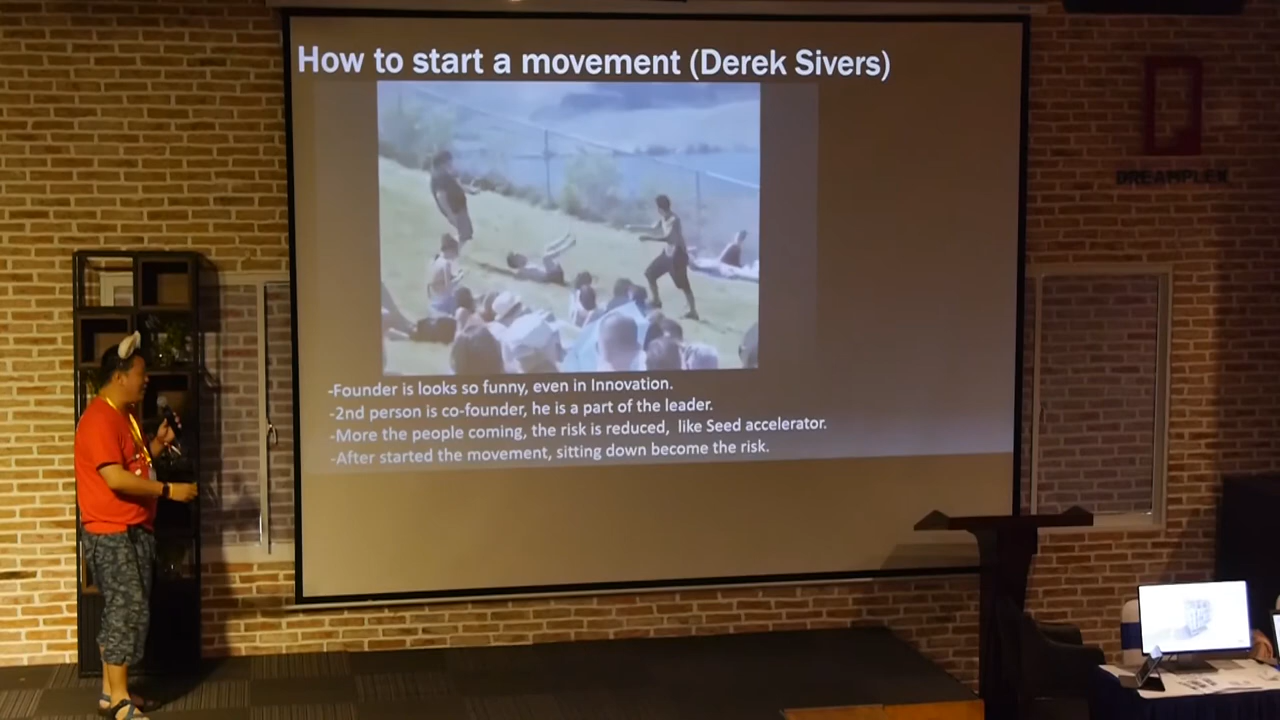 How to start a movement (Derek Sivers)
-Founder is looks so funny, even in Innovation.
-2nd person is co-founder, he is a part of the leader.
-More the people coming, the risk is reduced, like Seed accelerator.
-After started the movement, sitting down become the risk.
DREAMPLEX